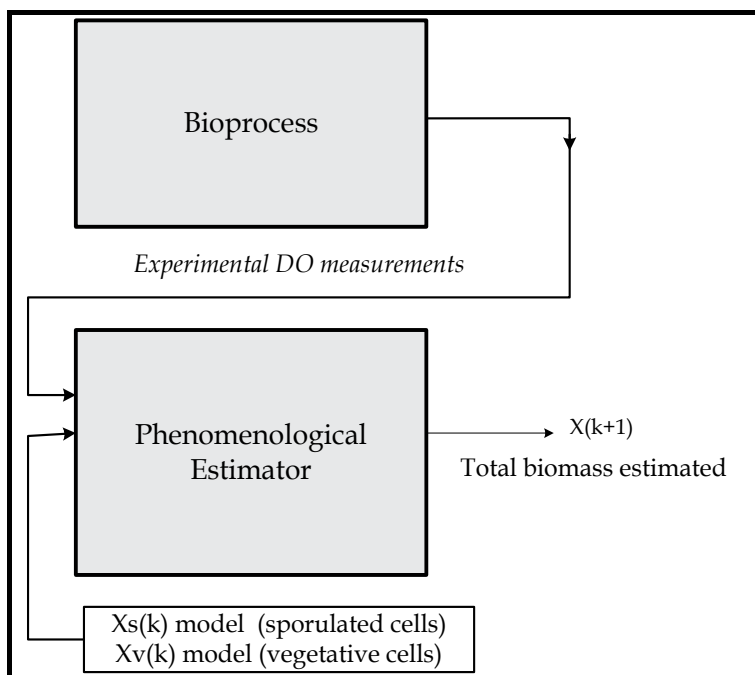 Bioprocess
Experimental DO measurements
Phenomenological
Estimator
X(k+1)
Total biomass estimated
Xs(k) model (sporulated cells)
Xv(k) model (vegetative cells)